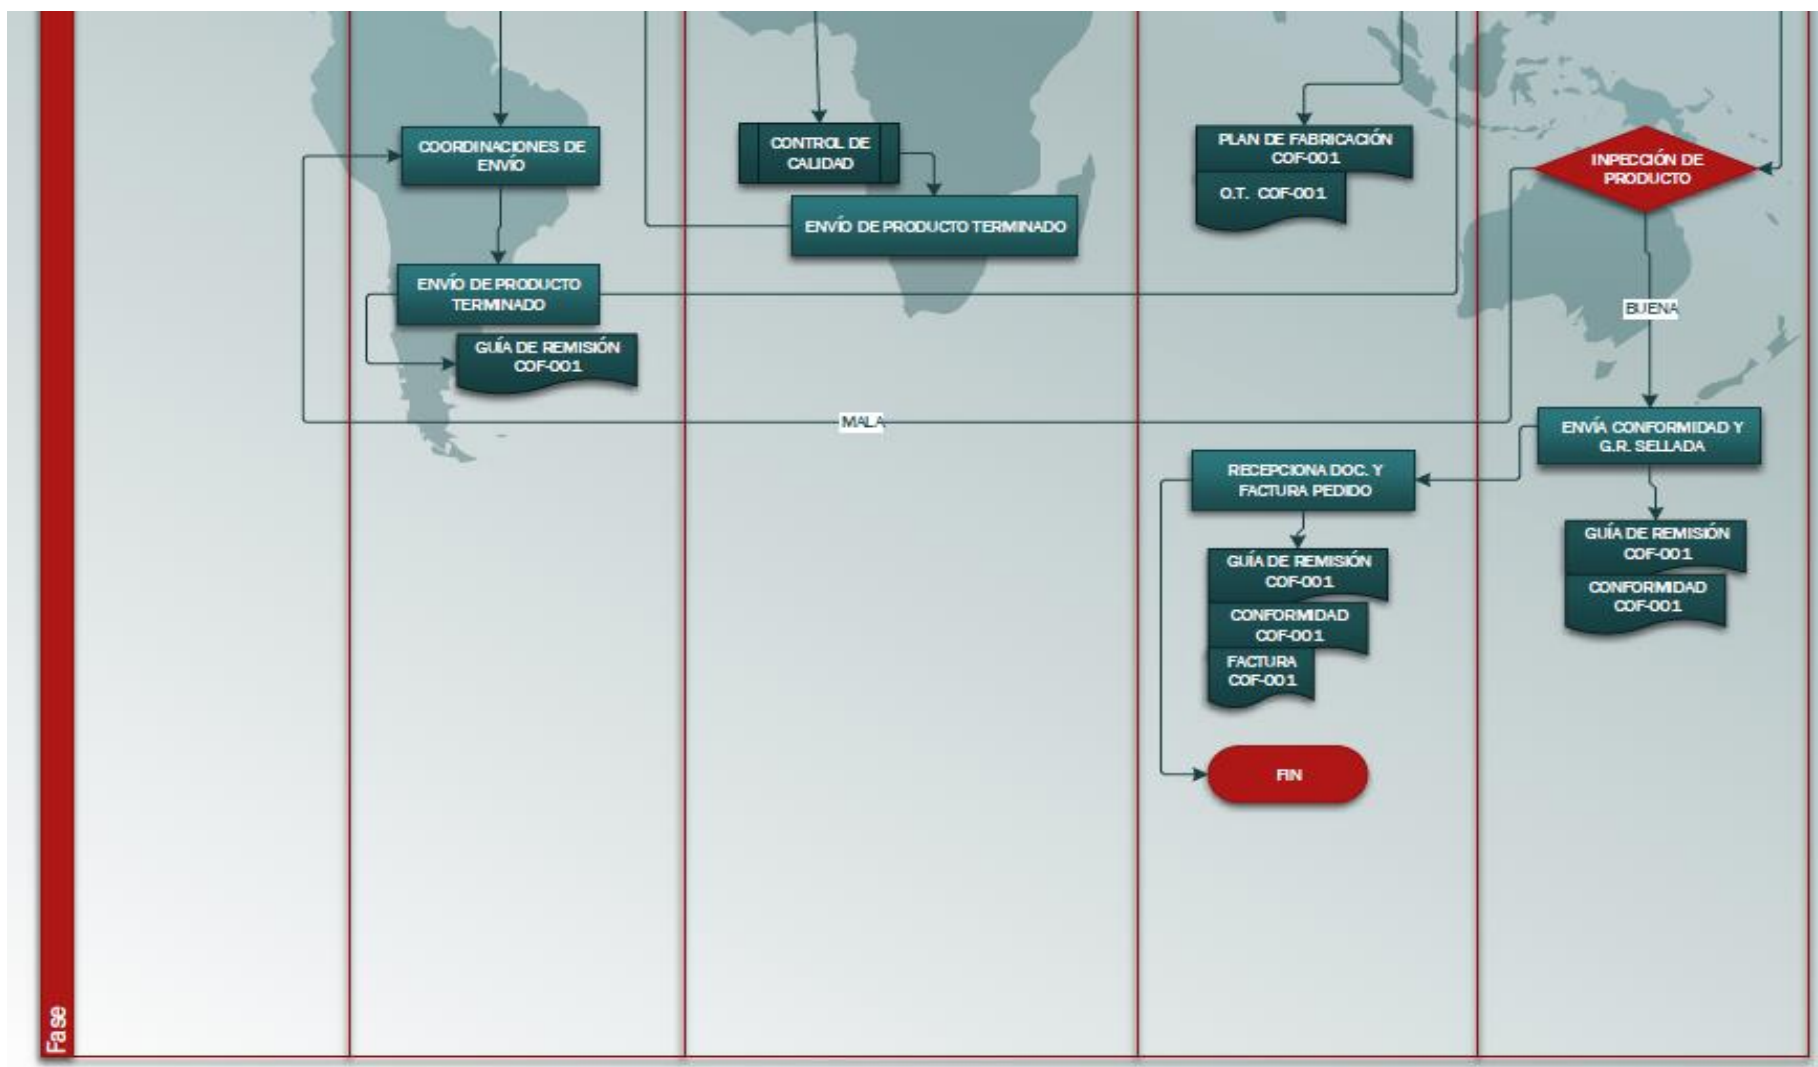 COORDINACIONES DE
ENVÍO
ENVÍO DE PRODUCTO
TERMINADO
GUÍA DE REMISIÓN
COF-001
CONTROL DE
CALIDAD
ENVÍO DE PRODUCTO TERMINADO
MALA
PLAN DE FABRICACIÓN
COF-001
O.T. COF-001
RECEPCIONA DOC. Y
FACTURA PEDIDO
GUÍA DE REMISIÓN
COF-001
CONFORMIDAD
COF-001
FACTURA
COF-001
FIN
INPECCIÓN DE
PRODUCTO
BUENA
ENVÍA CONFORMIDAD Y
G.R. SELLADA
GUÍA DE REMISIÓN
COF-001
CONFORMIDAD
COF-001
Fase